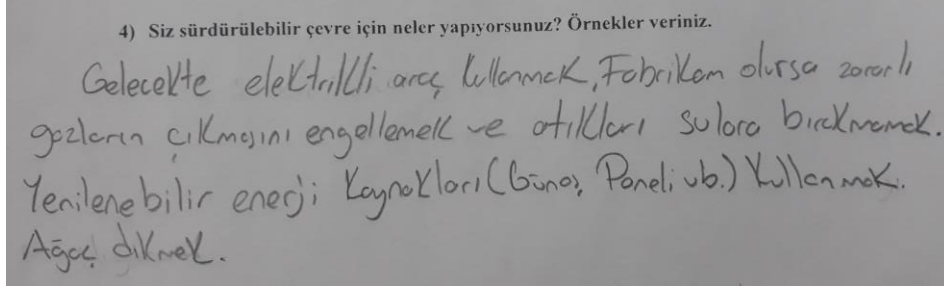 4) Siz sürdürülebilir çevre için neler yapıyorsunuz? Örnekler veriniz.
Gelecekte elektrikli araç kullanmak, Fabrikam olursa zararlı
gazların çıkmasını engellemek ve atıkları sulara bırakmamak.
Yenilenebilir enerji Kaynakları (Güneş Paneli vb.) Kullanmak.
Ağaç dikmek.